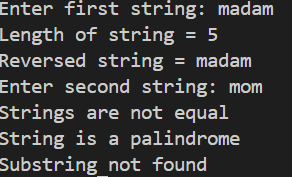 Enter first string: madam
Length of string = 5
Reversed string = madam
Enter second string: mom
Strings are not equal
String is a palindrome
Substring not found